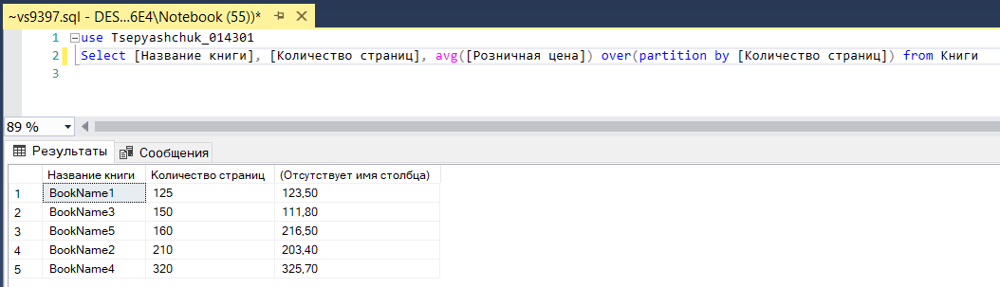 ~vs9397.sql - DES...6E4\Notebook (55))*
1 use Tsepyashchuk_014301
2 Select [Название книги], [Количество страниц], avg([Розничная цена]) over(partition by [Количество страниц]) from Книги
3
89 %
Результаты Сообщения
Название книги Количество страниц (Отсутствует имя столбца)
1 BookName1 125 123,50
2 BookName3 150 111,80
3 BookName5 160 216,50
4 BookName2 210 203,40
5 BookName4 320 325,70